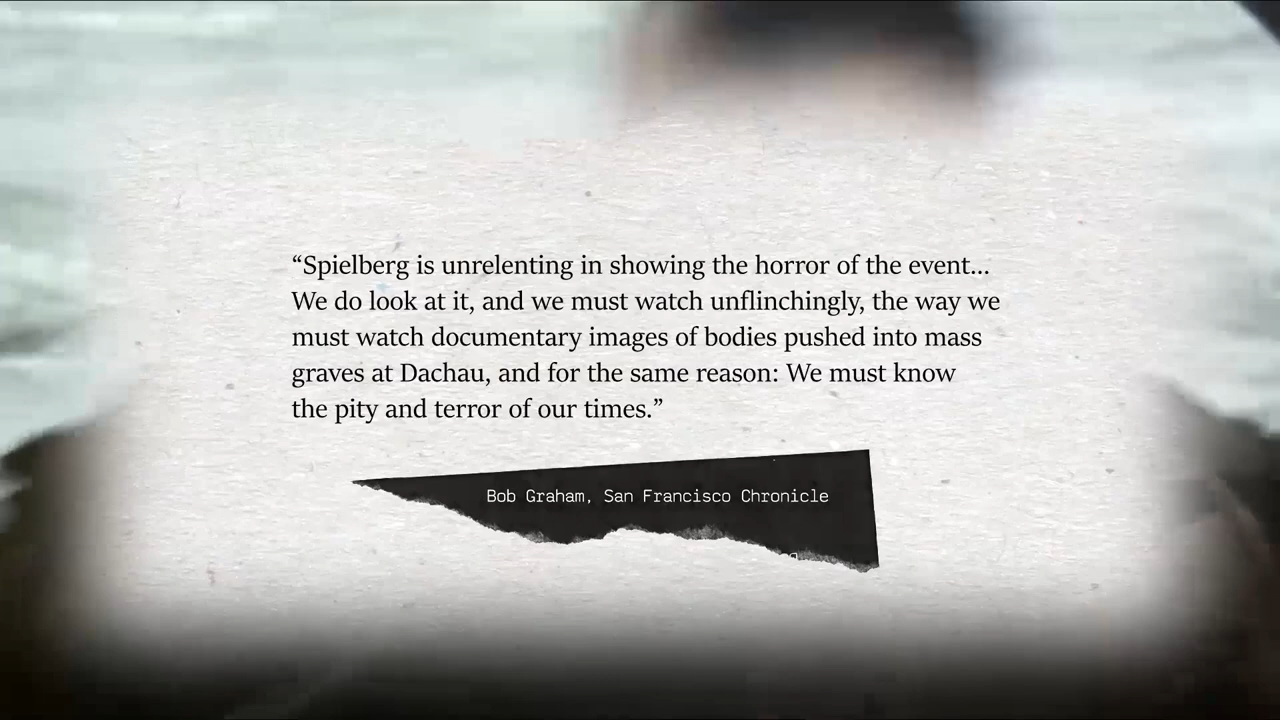 “Spielberg is unrelenting in showing the horror of the event...
We do look at it, and we must watch unflinchingly, the way we
must watch documentary images of bodies pushed into mass
graves at Dachau, and for the same reason: We must know
the pity and terror of our times.”
Bob Graham, San Francisco Chronicle